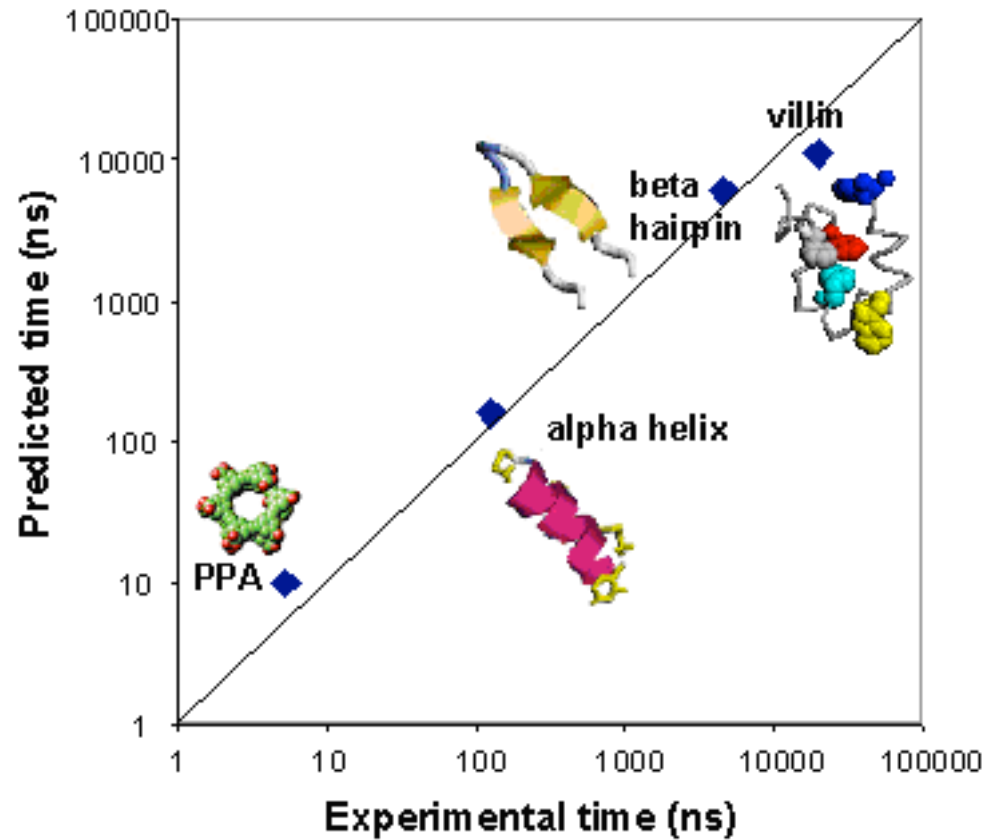 100000
villin
10000
beta
hairpin
Predicted time (ns)
1000
100
alpha helix
PPA
10
1
1
10
100
1000
10000
100000
Experimental time (ns)